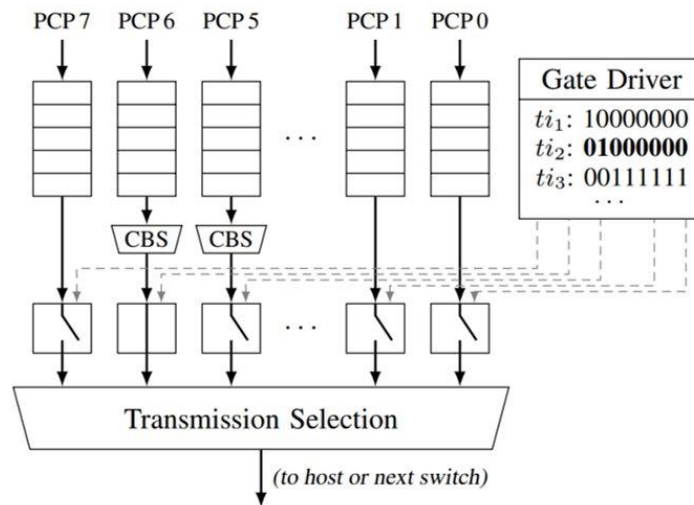 PCP 7 PCP 6 PCP 5 PCP 1 PCP 0
Gate Driver
ti₁: 10000000
ti₂: 01000000
ti₃: 00111111
...
...
CBS CBS
...
Transmission Selection
(to host or next switch)